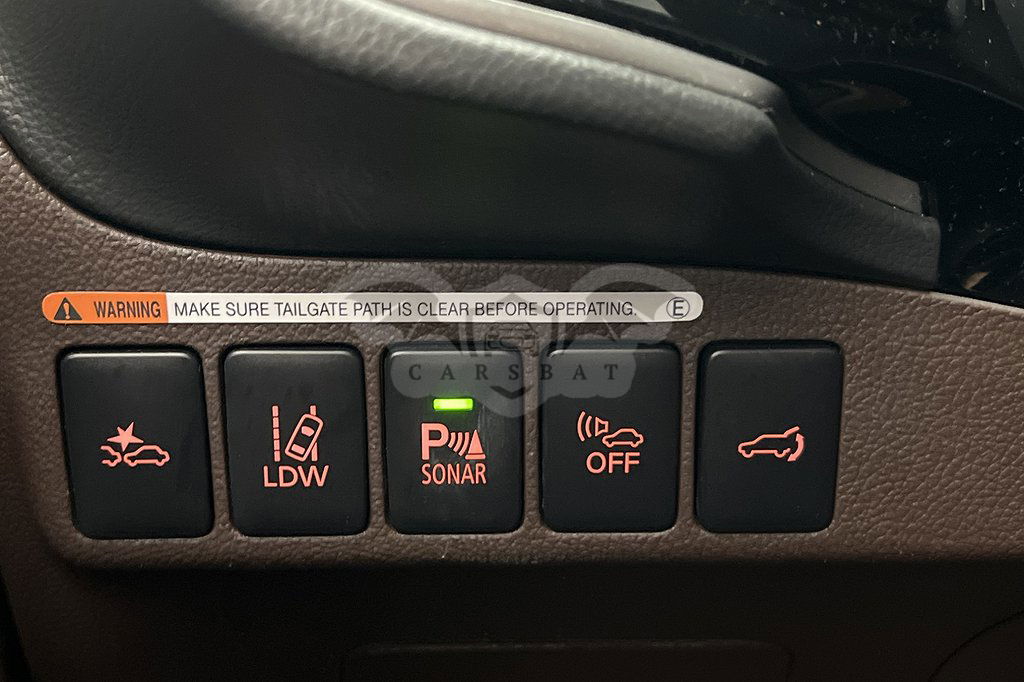 WARNING MAKE SURE TAILGATE PATH IS CLEAR BEFORE OPERATING. E
CARSBAT
LDW
P
SONAR
OFF